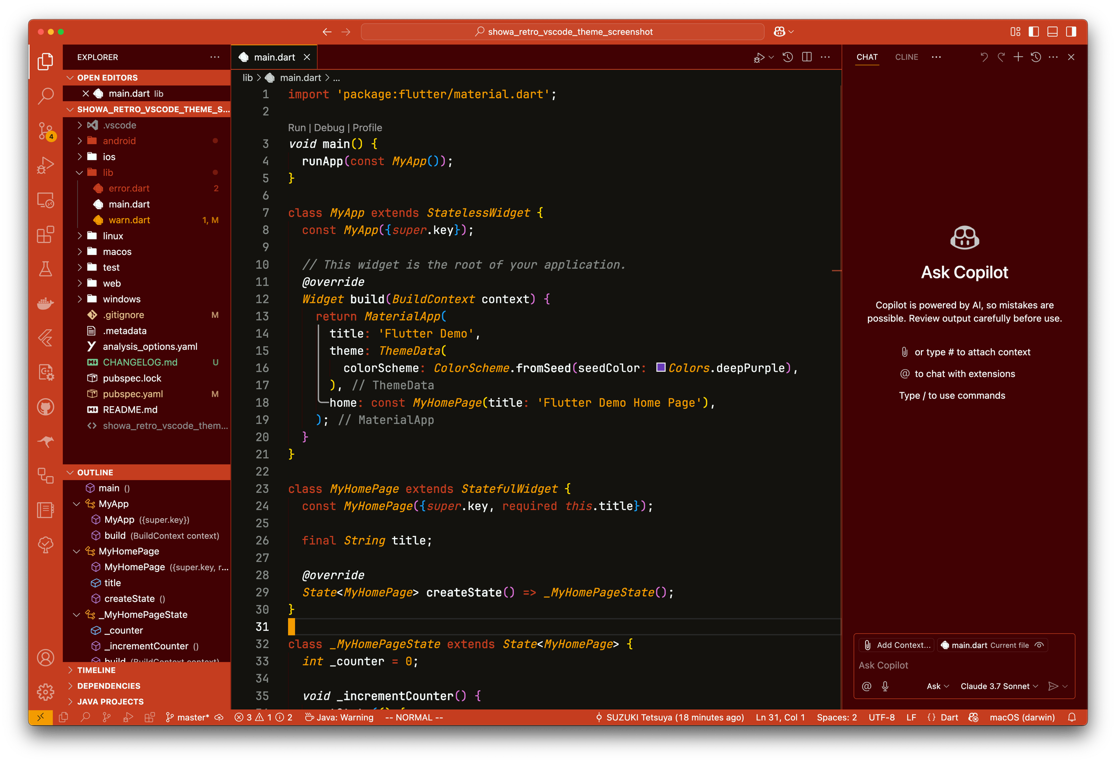 showa_retro_vscode_theme_screenshot
EXPLORER
OPEN EDITORS
main.dart lib
SHOWA_RETRO_VSCODE_THEME_S...
.vscode
android
ios
lib
error.dart 2
main.dart
warn.dart 1, M
linux
macos
test
web
windows
.gitignore M
.metadata
analysis_options.yaml
CHANGELOG.md U
pubspec.lock
pubspec.yaml M
README.md
showa_retro_vscode_them...
OUTLINE
main ()
MyApp
MyApp ({super.key})
build (BuildContext context)
MyHomePage
MyHomePage ({super.key, r...
title
createState ()
_MyHomePageState
_counter
_incrementCounter ()
build (BuildContext context)
TIMELINE
DEPENDENCIES
JAVA PROJECTS
4
main.dart
lib > main.dart > ...
1 import 'package:flutter/material.dart';
2
Run | Debug | Profile
3 void main() {
4 runApp(const MyApp());
5 }
6
7 class MyApp extends StatelessWidget {
8 const MyApp({super.key});
9
10 // This widget is the root of your application.
11 @override
12 Widget build(BuildContext context) {
13 return MaterialApp(
14 title: 'Flutter Demo',
15 theme: ThemeData(
16 colorScheme: ColorScheme.fromSeed(seedColor: Colors.deepPurple),
17 ), // ThemeData
18 home: const MyHomePage(title: 'Flutter Demo Home Page'),
19 ); // MaterialApp
20 }
21 }
22
23 class MyHomePage extends StatefulWidget {
24 const MyHomePage({super.key, required this.title});
25
26 final String title;
27
28 @override
29 State<MyHomePage> createState() => _MyHomePageState();
30 }
31
32 class _MyHomePageState extends State<MyHomePage> {
33 int _counter = 0;
34
35 void _incrementCounter() {
CHAT CLINE
Ask Copilot
Copilot is powered by AI, so mistakes are
possible. Review output carefully before use.
or type # to attach context
@ to chat with extensions
Type / to use commands
Add Context... main.dart Current file
Ask Copilot
@ Ask Claude 3.7 Sonnet
master* 3 1 2 Java: Warning -- NORMAL -- SUZUKI Tetsuya (18 minutes ago) Ln 31, Col 1 Spaces: 2 UTF-8 LF {} Dart macOS (darwin)